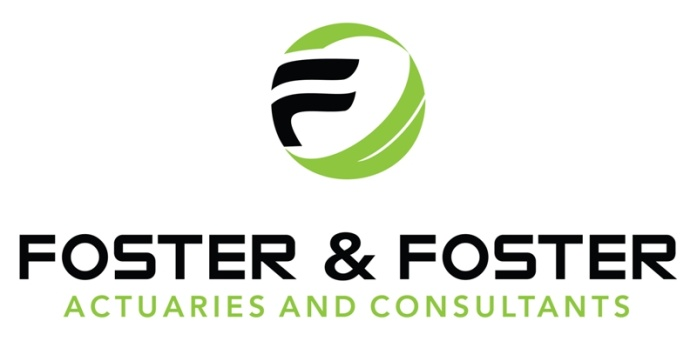 F
FOSTER & FOSTER
ACTUARIES AND CONSULTANTS